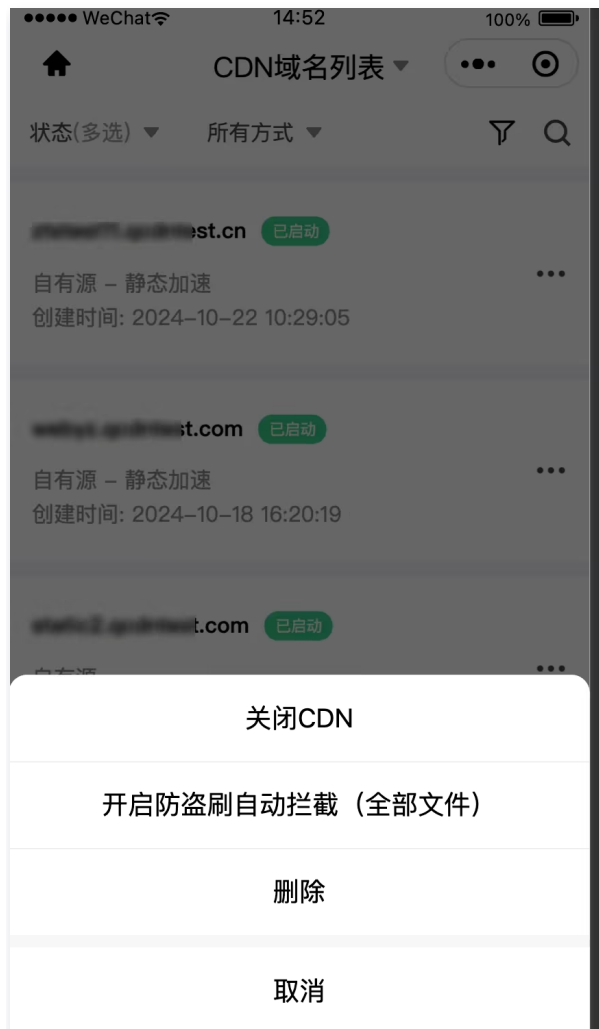 WeChat 14:52 100%
CDN域名列表
状态(多选) 所有方式
est.cn 已启动
自有源 – 静态加速
创建时间: 2024–10–22 10:29:05
st.com 已启动
自有源 – 静态加速
创建时间: 2024–10–18 16:20:19
t.com 已启动
自有源
关闭CDN
开启防盗刷自动拦截（全部文件）
删除
取消